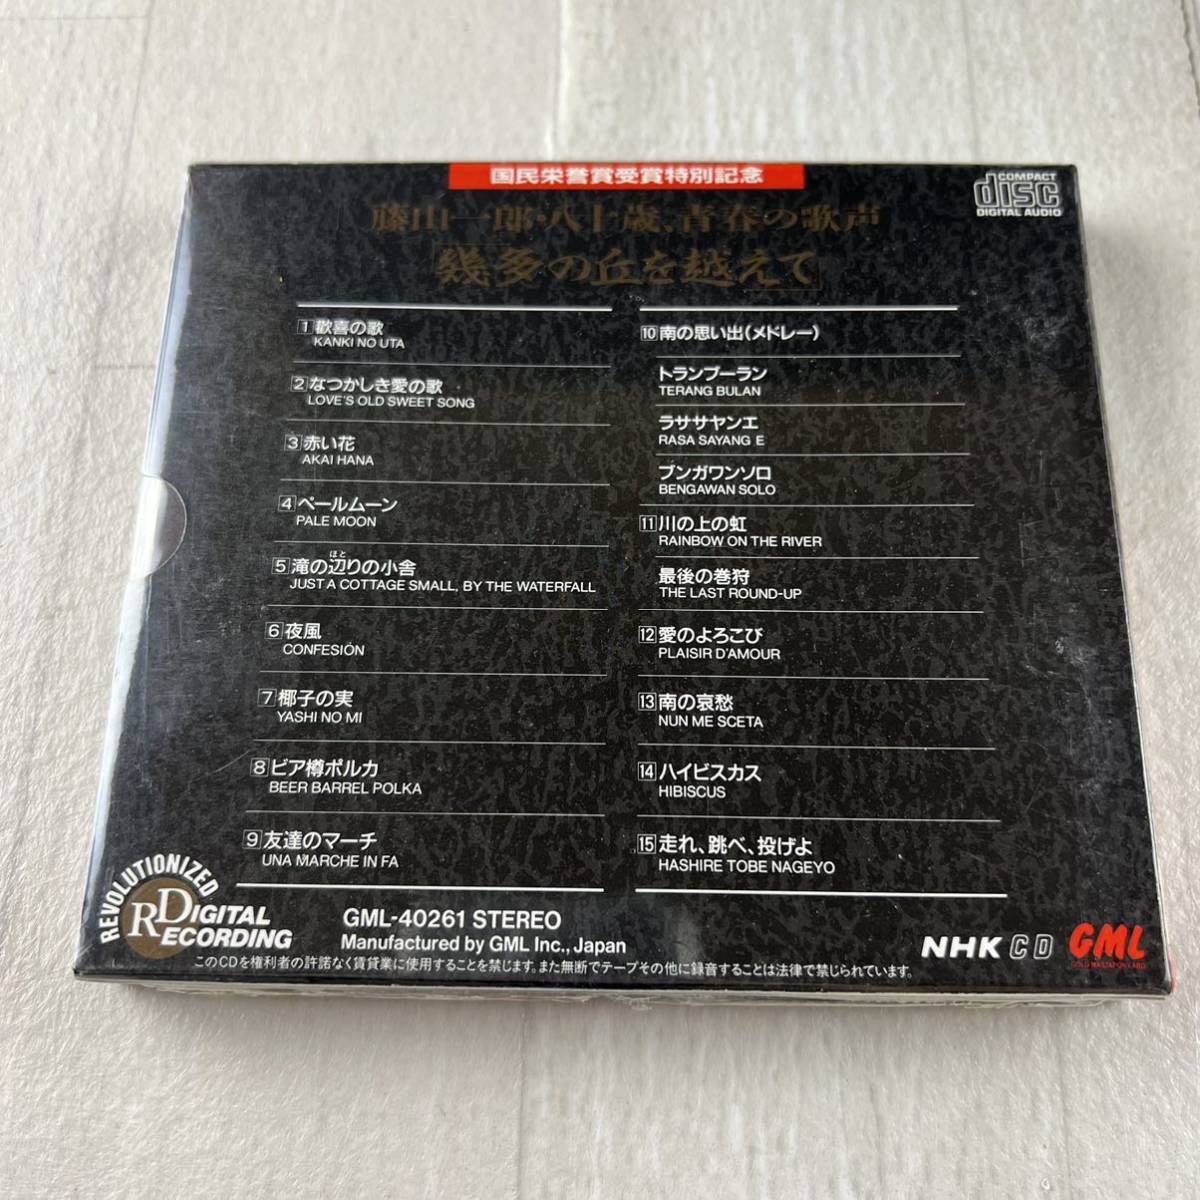 国民栄誉賞受賞特別記念
COMPACT
disc
DIGITAL AUDIO
藤山一郎・八十歳、青春の歌声
「幾多の丘を越えて」
1 歡喜の歌
KANKI NO UTA
2 なつかしき愛の歌
LOVE'S OLD SWEET SONG
3 赤い花
AKAI HANA
4 ペールムーン
PALE MOON
5 滝の辺りの小舎
ほと
JUST A COTTAGE SMALL, BY THE WATERFALL
6 夜風
CONFESIÓN
7 椰子の実
YASHI NO MI
8 ビア樽ポルカ
BEER BARREL POLKA
9 友達のマーチ
UNA MARCHE IN FA
10 南の思い出(メドレー)
トランブーラン
TERANG BULAN
ラササヤンエ
RASA SAYANG E
ブンガワンソロ
BENGAWAN SOLO
11 川の上の虹
RAINBOW ON THE RIVER
最後の巻狩
THE LAST ROUND-UP
12 愛のよろこび
PLAISIR D'AMOUR
13 南の哀愁
NUN ME SCETA
14 ハイビスカス
HIBISCUS
15 走れ、跳べ、投げよ
HASHIRE TOBE NAGEYO
REVOLUTIONIZED
DIGITAL
RECORDING
GML-40261 STEREO
Manufactured by GML Inc., Japan
NHK CD GML
このCDを権利者の許諾なく賃貸業に使用することを禁じます。また無断でテープその他に録音することは法律で禁じられています。